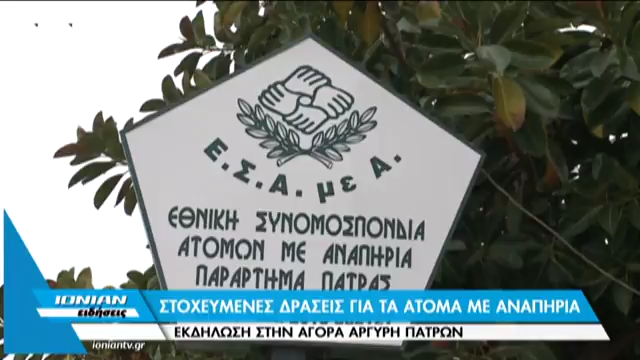 Ε.Σ.Α. με Α.
ΕΘΝΙΚΗ ΣΥΝΟΜΟΣΠΟΝΔΙΑ
ΑΤΟΜΩΝ ΜΕ ΑΝΑΠΗΡΙΑ
ΠΑΡΑΡΤΗΜΑ ΠΑΤΡΑΣ
IONIAN
ειδήσεις
ΣΤΟΧΕΥΜΕΝΕΣ ΔΡΑΣΕΙΣ ΓΙΑ ΤΑ ΑΤΟΜΑ ΜΕ ΑΝΑΠΗΡΙΑ
ΕΚΔΗΛΩΣΗ ΣΤΗΝ ΑΓΟΡΑ ΑΡΓΥΡΗ ΠΑΤΡΩΝ
ioniantv.gr